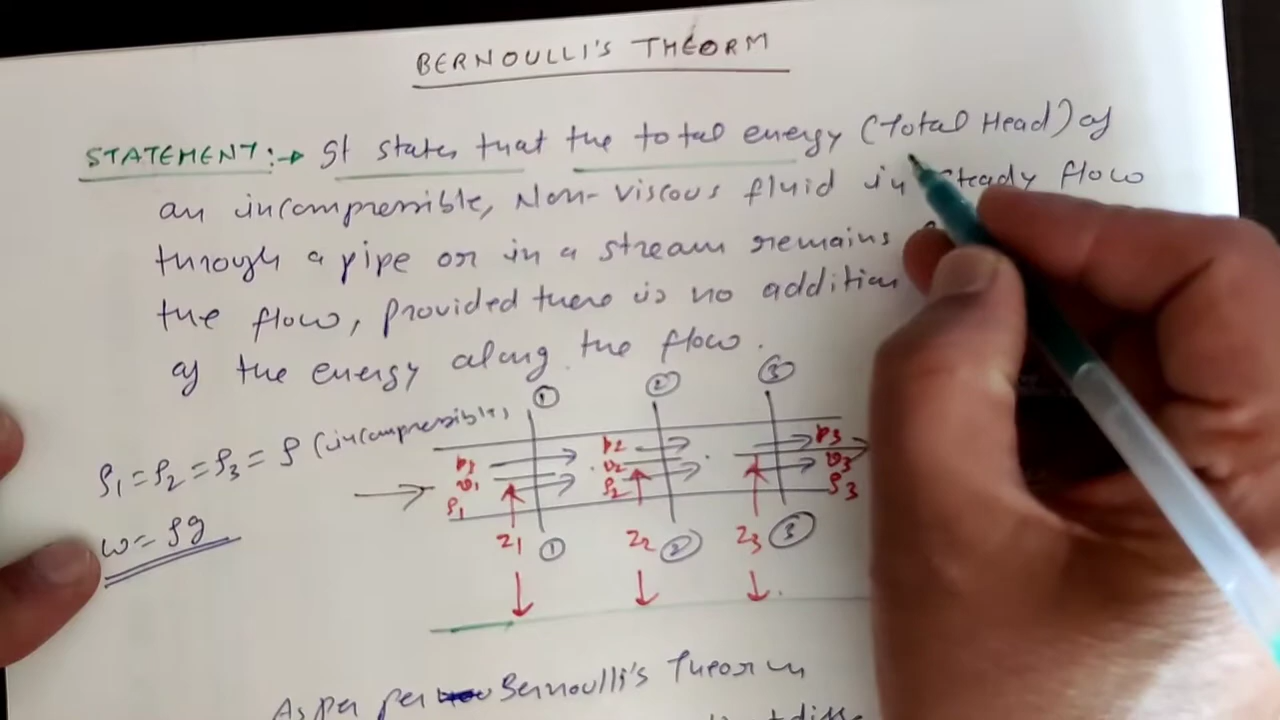 BERNOULLI'S THEORM
STATEMENT:→ It states that the total energy (Total Head) of
an incompressible, Non-viscous fluid in steady flow
through a pipe or in a stream remains
the flow, provided there is no addition
of the energy along the flow.
① ② ③
ρ1 = ρ2 = ρ3 = ρ (incompressible)
p1 p2 p3
v1 v2 v3
ρ1 ρ2 ρ3
w = ρg
z1 ① z2 ② z3 ③
As per per Bernoulli's Theorm